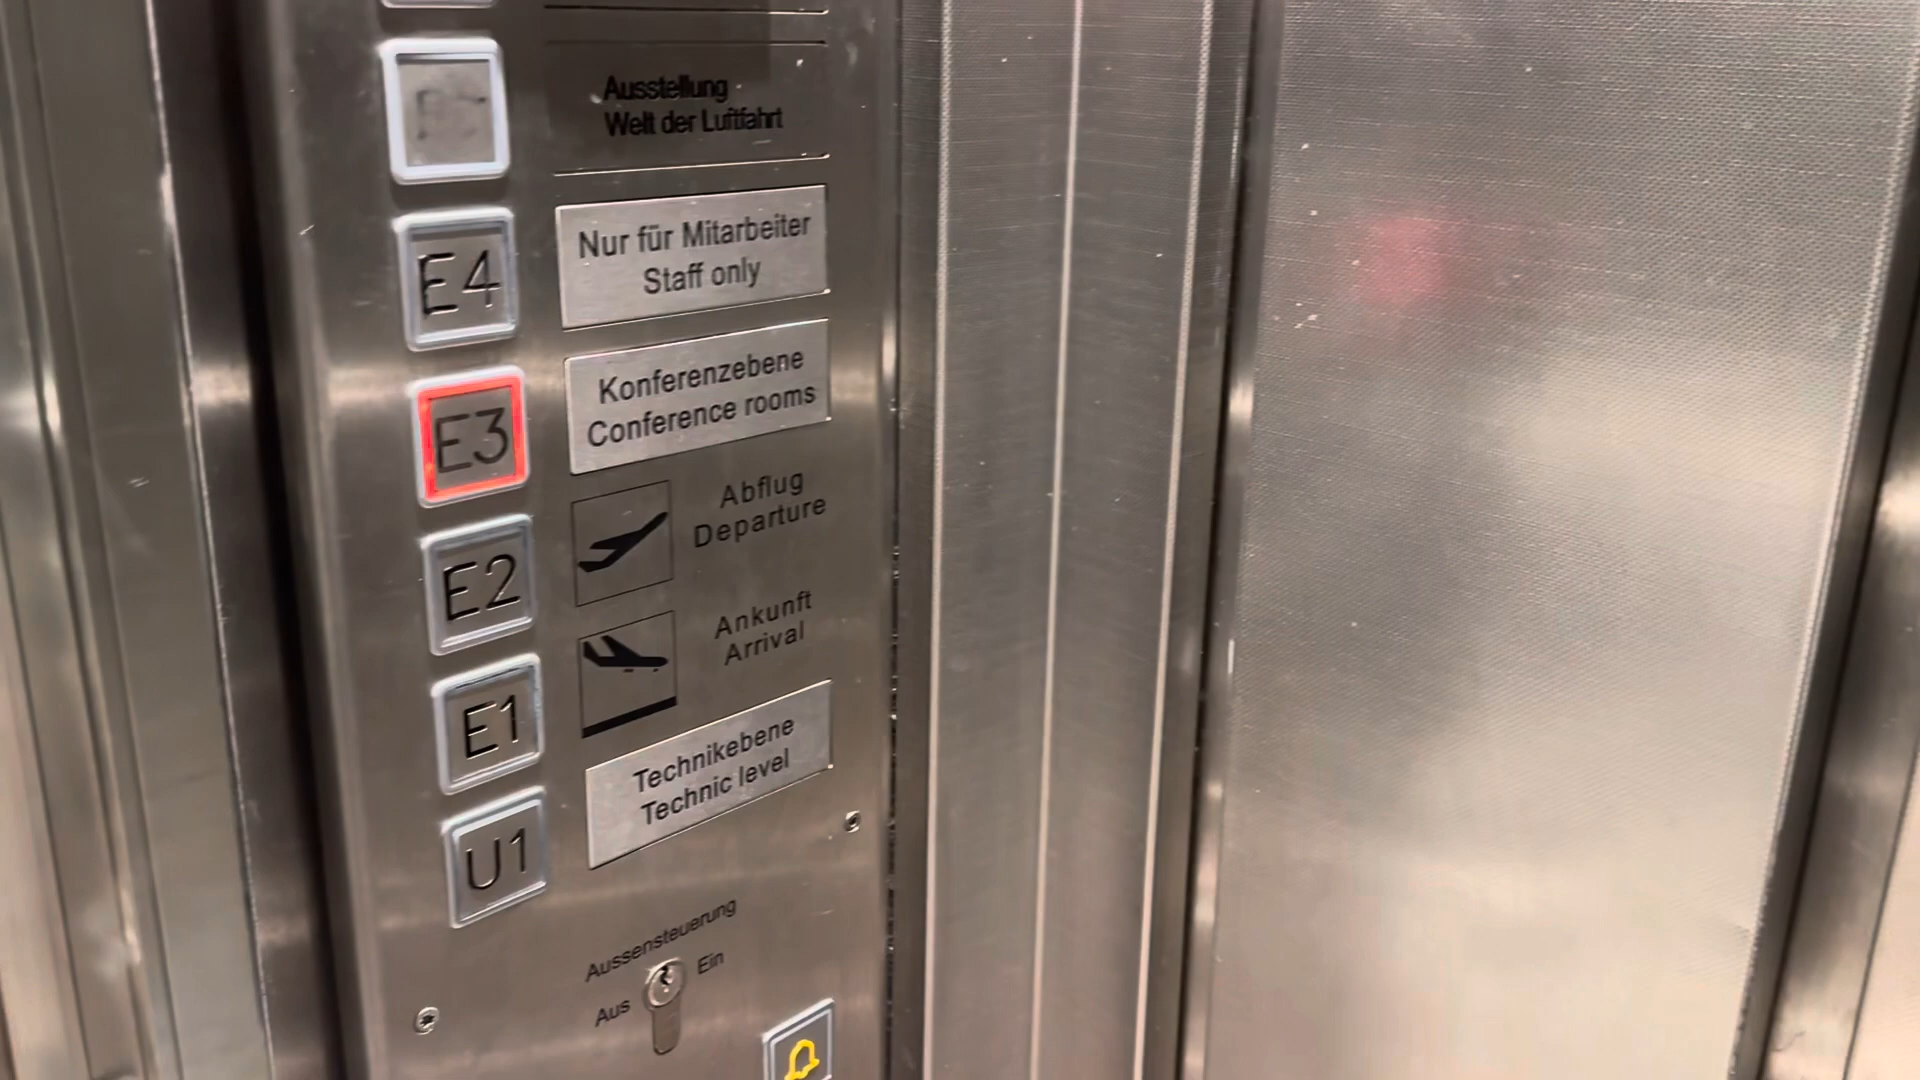 Ausstellung
Welt der Luftfahrt
E4
Nur für Mitarbeiter
Staff only
E3
Konferenzebene
Conference rooms
E2
Abflug
Departure
E1
Ankunft
Arrival
U1
Technikebene
Technic level
Aussensteuerung
Ein
Aus